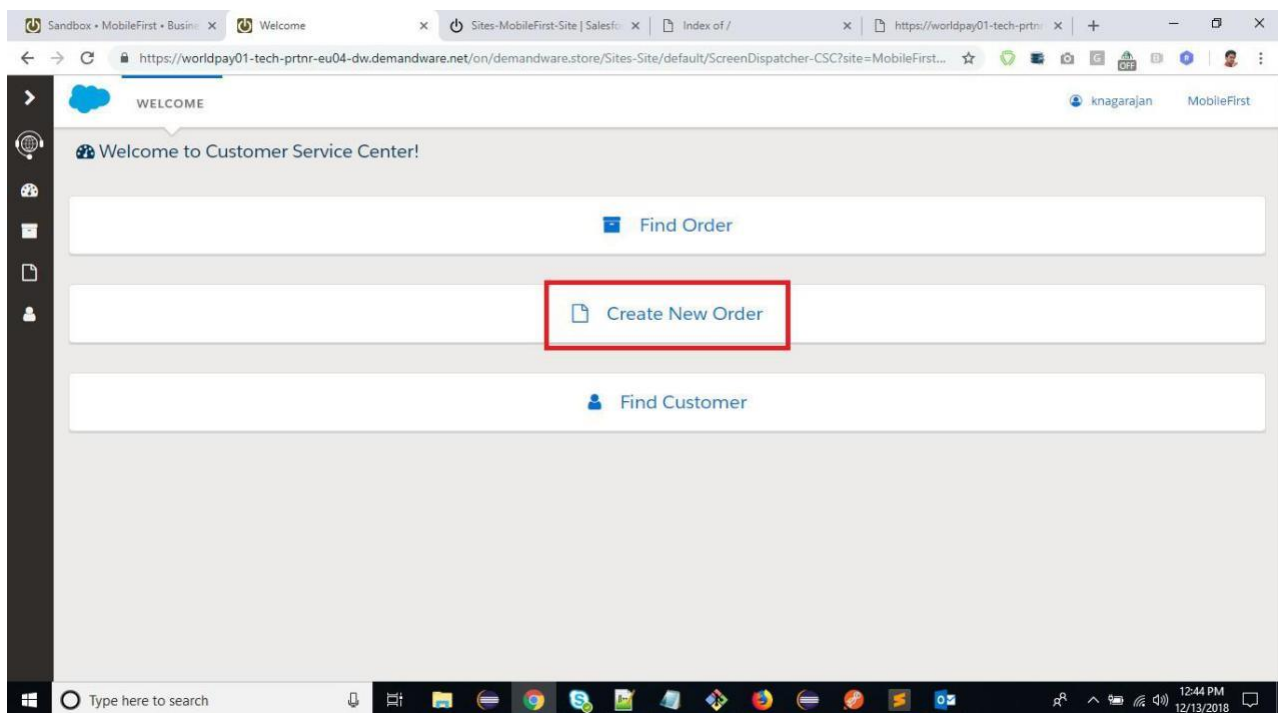 Sandbox • MobileFirst • Busine
Welcome
Sites-MobileFirst-Site | Salesfo
Index of /
https://worldpay01-tech-prtnr
https://worldpay01-tech-prtnr-eu04-dw.demandware.net/on/demandware.store/Sites-Site/default/ScreenDispatcher-CSC?site=MobileFirst...
OFF
WELCOME
knagarajan
MobileFirst
Welcome to Customer Service Center!
Find Order
Create New Order
Find Customer
Type here to search
12:44 PM
12/13/2018